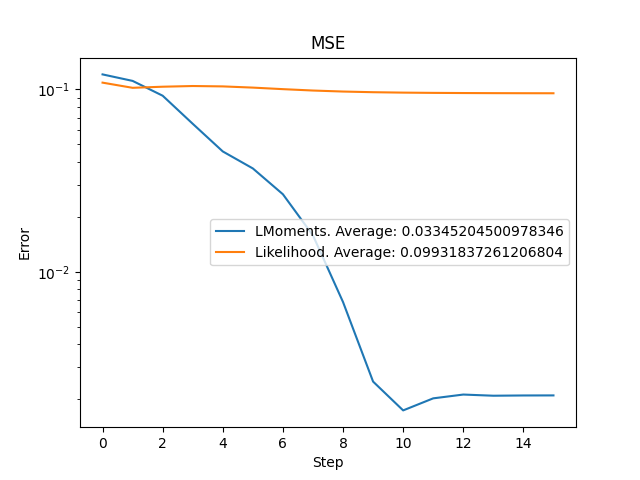 MSE
10⁻¹
10⁻²
Error
LMoments. Average: 0.03345204500978346
Likelihood. Average: 0.09931837261206804
0 2 4 6 8 10 12 14
Step